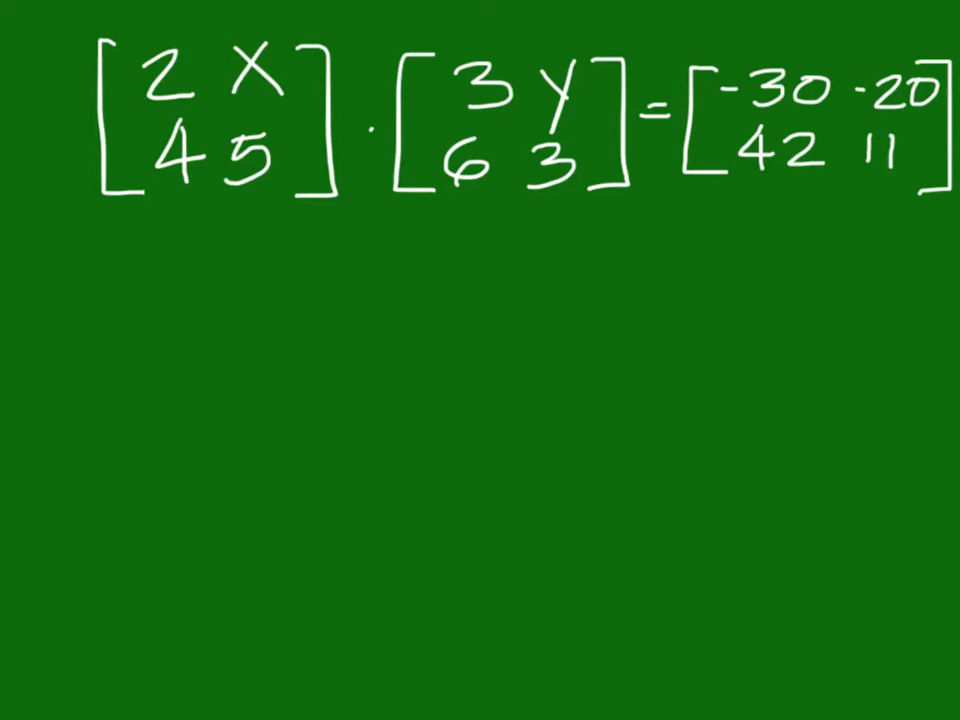 [2 X] · [3 y] = [-30 -20]
[4 5] [6 3] [42 11]